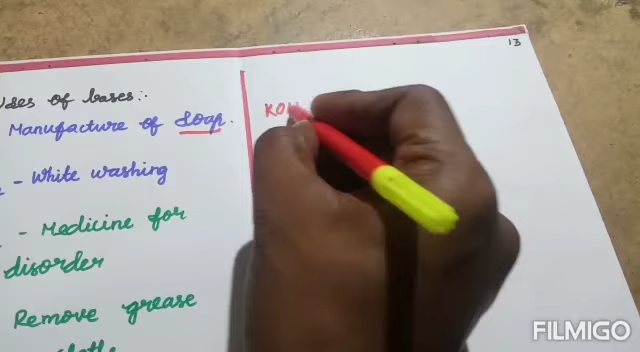 13
Uses of bases:-
Manufacture of Soap.
- White washing
- Medicine for
disorder
Remove grease
KOH
FILMIGO